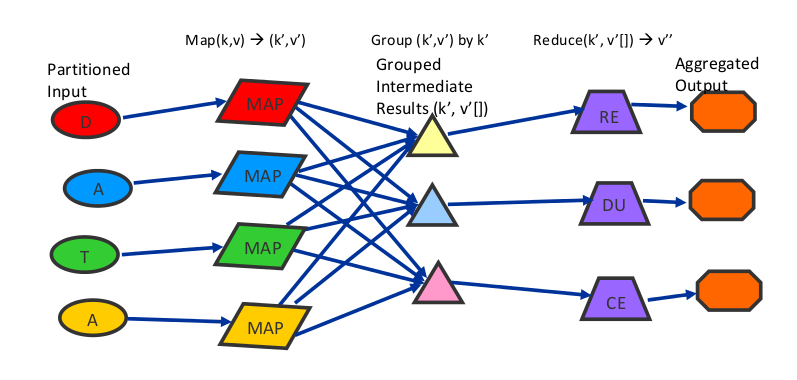 Map(k,v) → (k’,v’)
Group (k’,v’) by k’
Reduce(k’, v’[]) → v’’
Partitioned
Input
Grouped
Intermediate
Results (k’, v’[])
Aggregated
Output
D
MAP
RE
A
MAP
DU
T
MAP
CE
A
MAP